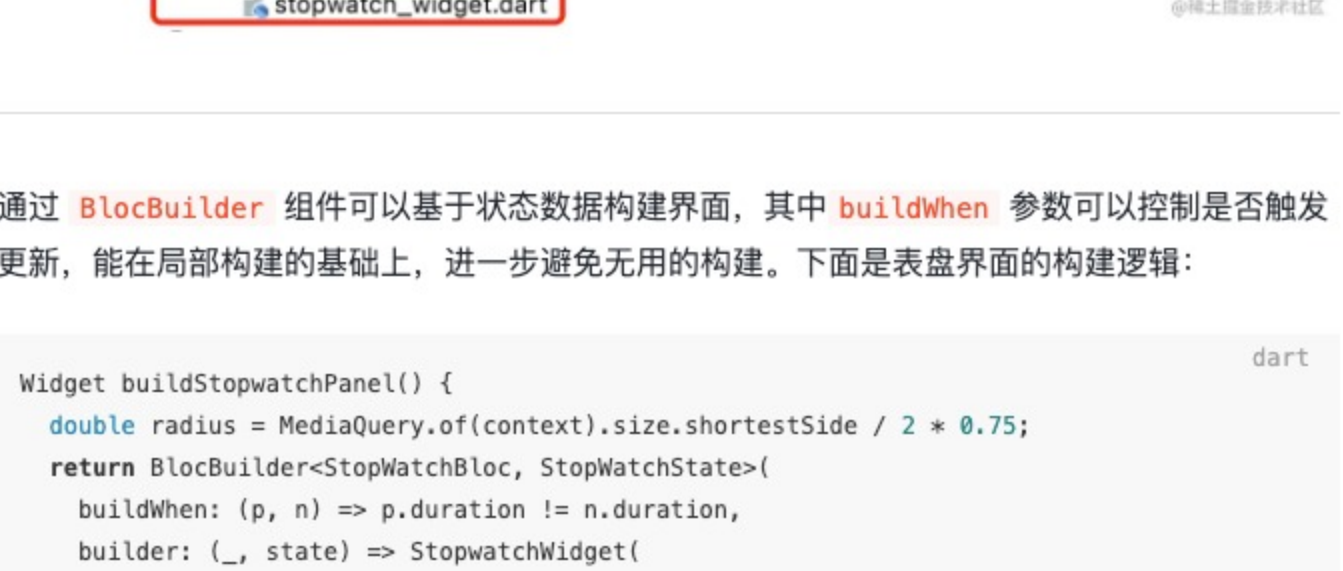 stopwatch_widget.dart
@稀土掘金技术社区
通过 BlocBuilder 组件可以基于状态数据构建界面，其中 buildWhen 参数可以控制是否触发
更新，能在局部构建的基础上，进一步避免无用的构建。下面是表盘界面的构建逻辑：
dart
Widget buildStopwatchPanel() {
  double radius = MediaQuery.of(context).size.shortestSide / 2 * 0.75;
  return BlocBuilder<StopWatchBloc, StopWatchState>(
    buildWhen: (p, n) => p.duration != n.duration,
    builder: (_, state) => StopwatchWidget(